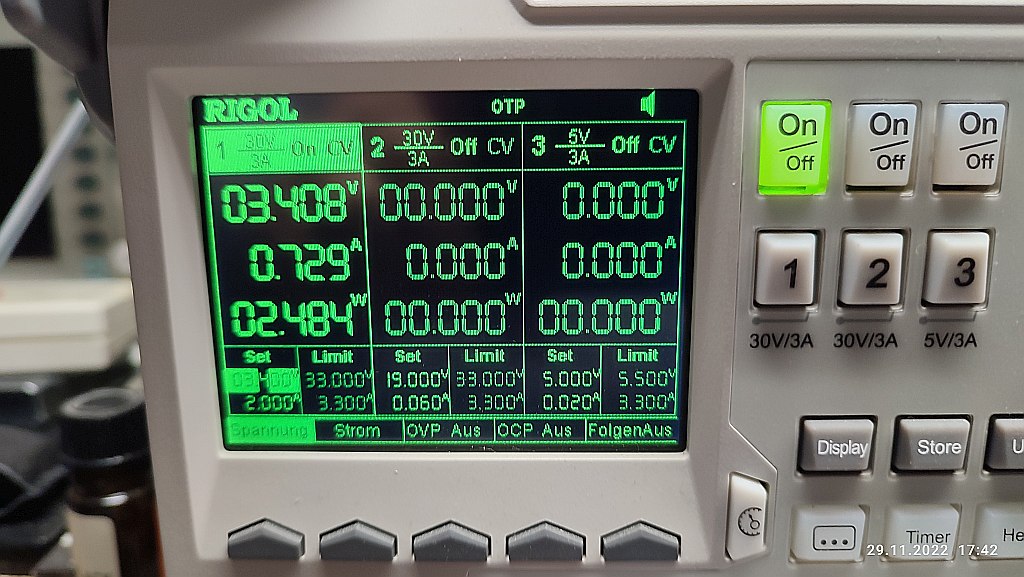 RIGOL OTP
1 30V/3A On CV 2 30V/3A Off CV 3 5V/3A Off CV
03.408V 00.000V 0.000V
0.729A 0.000A 0.000A
02.484W 00.000W 00.000W
Set Limit Set Limit Set Limit
03.400V 33.000V 19.000V 33.000V 5.000V 5.500V
2.000A 3.300A 0.060A 3.300A 0.020A 3.300A
Spannung Strom OVP Aus OCP Aus FolgenAus
On/Off On/Off On/Off
1 2 3
30V/3A 30V/3A 5V/3A
Display Store
... Timer He
29.11.2022 17:42